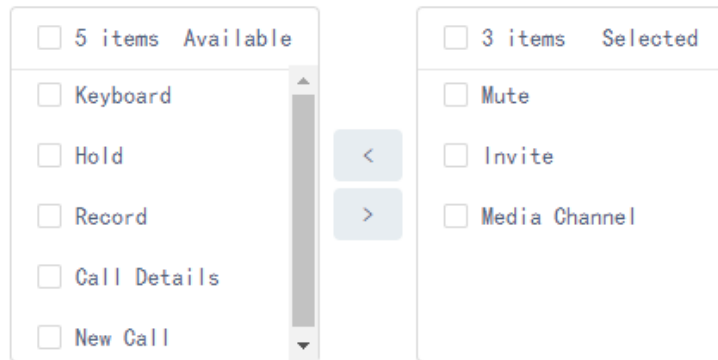 5 items Available
Keyboard
Hold
Record
Call Details
New Call
<
>
3 items Selected
Mute
Invite
Media Channel